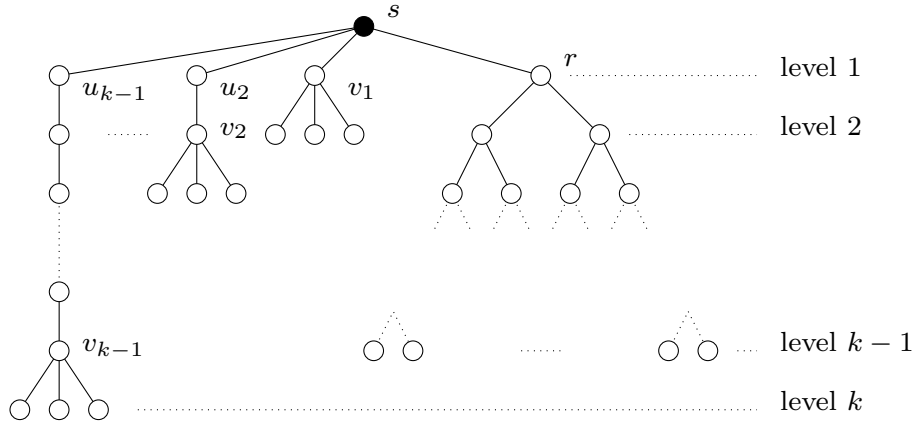 s
r
level 1
u_{k−1}
u_2
v_1
v_2
level 2
v_{k−1}
level k − 1
level k